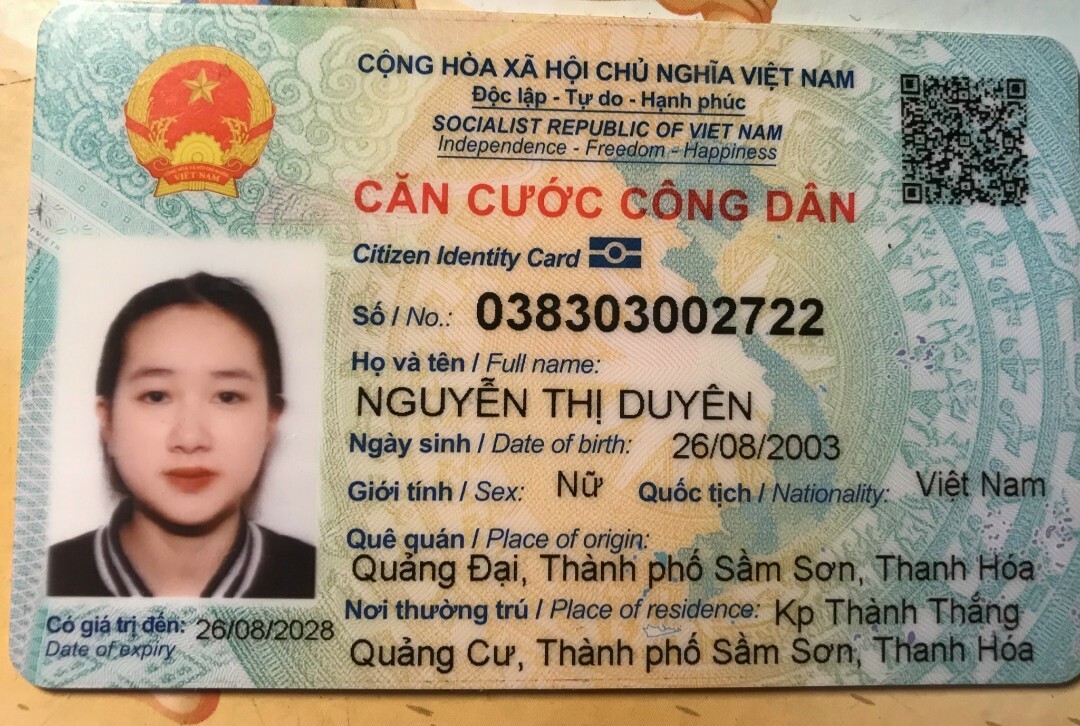 CỘNG HÒA XÃ HỘI CHỦ NGHĨA VIỆT NAM
Độc lập - Tự do - Hạnh phúc
SOCIALIST REPUBLIC OF VIET NAM
Independence - Freedom - Happiness
CĂN CƯỚC CÔNG DÂN
Citizen Identity Card
Số / No.: 038303002722
Họ và tên / Full name:
NGUYỄN THỊ DUYÊN
Ngày sinh / Date of birth: 26/08/2003
Giới tính / Sex: Nữ Quốc tịch / Nationality: Việt Nam
Quê quán / Place of origin:
Quảng Đại, Thành phố Sầm Sơn, Thanh Hóa
Nơi thường trú / Place of residence: Kp Thành Thắng
Quảng Cư, Thành phố Sầm Sơn, Thanh Hóa
Có giá trị đến: 26/08/2028
Date of expiry
VIỆT NAM